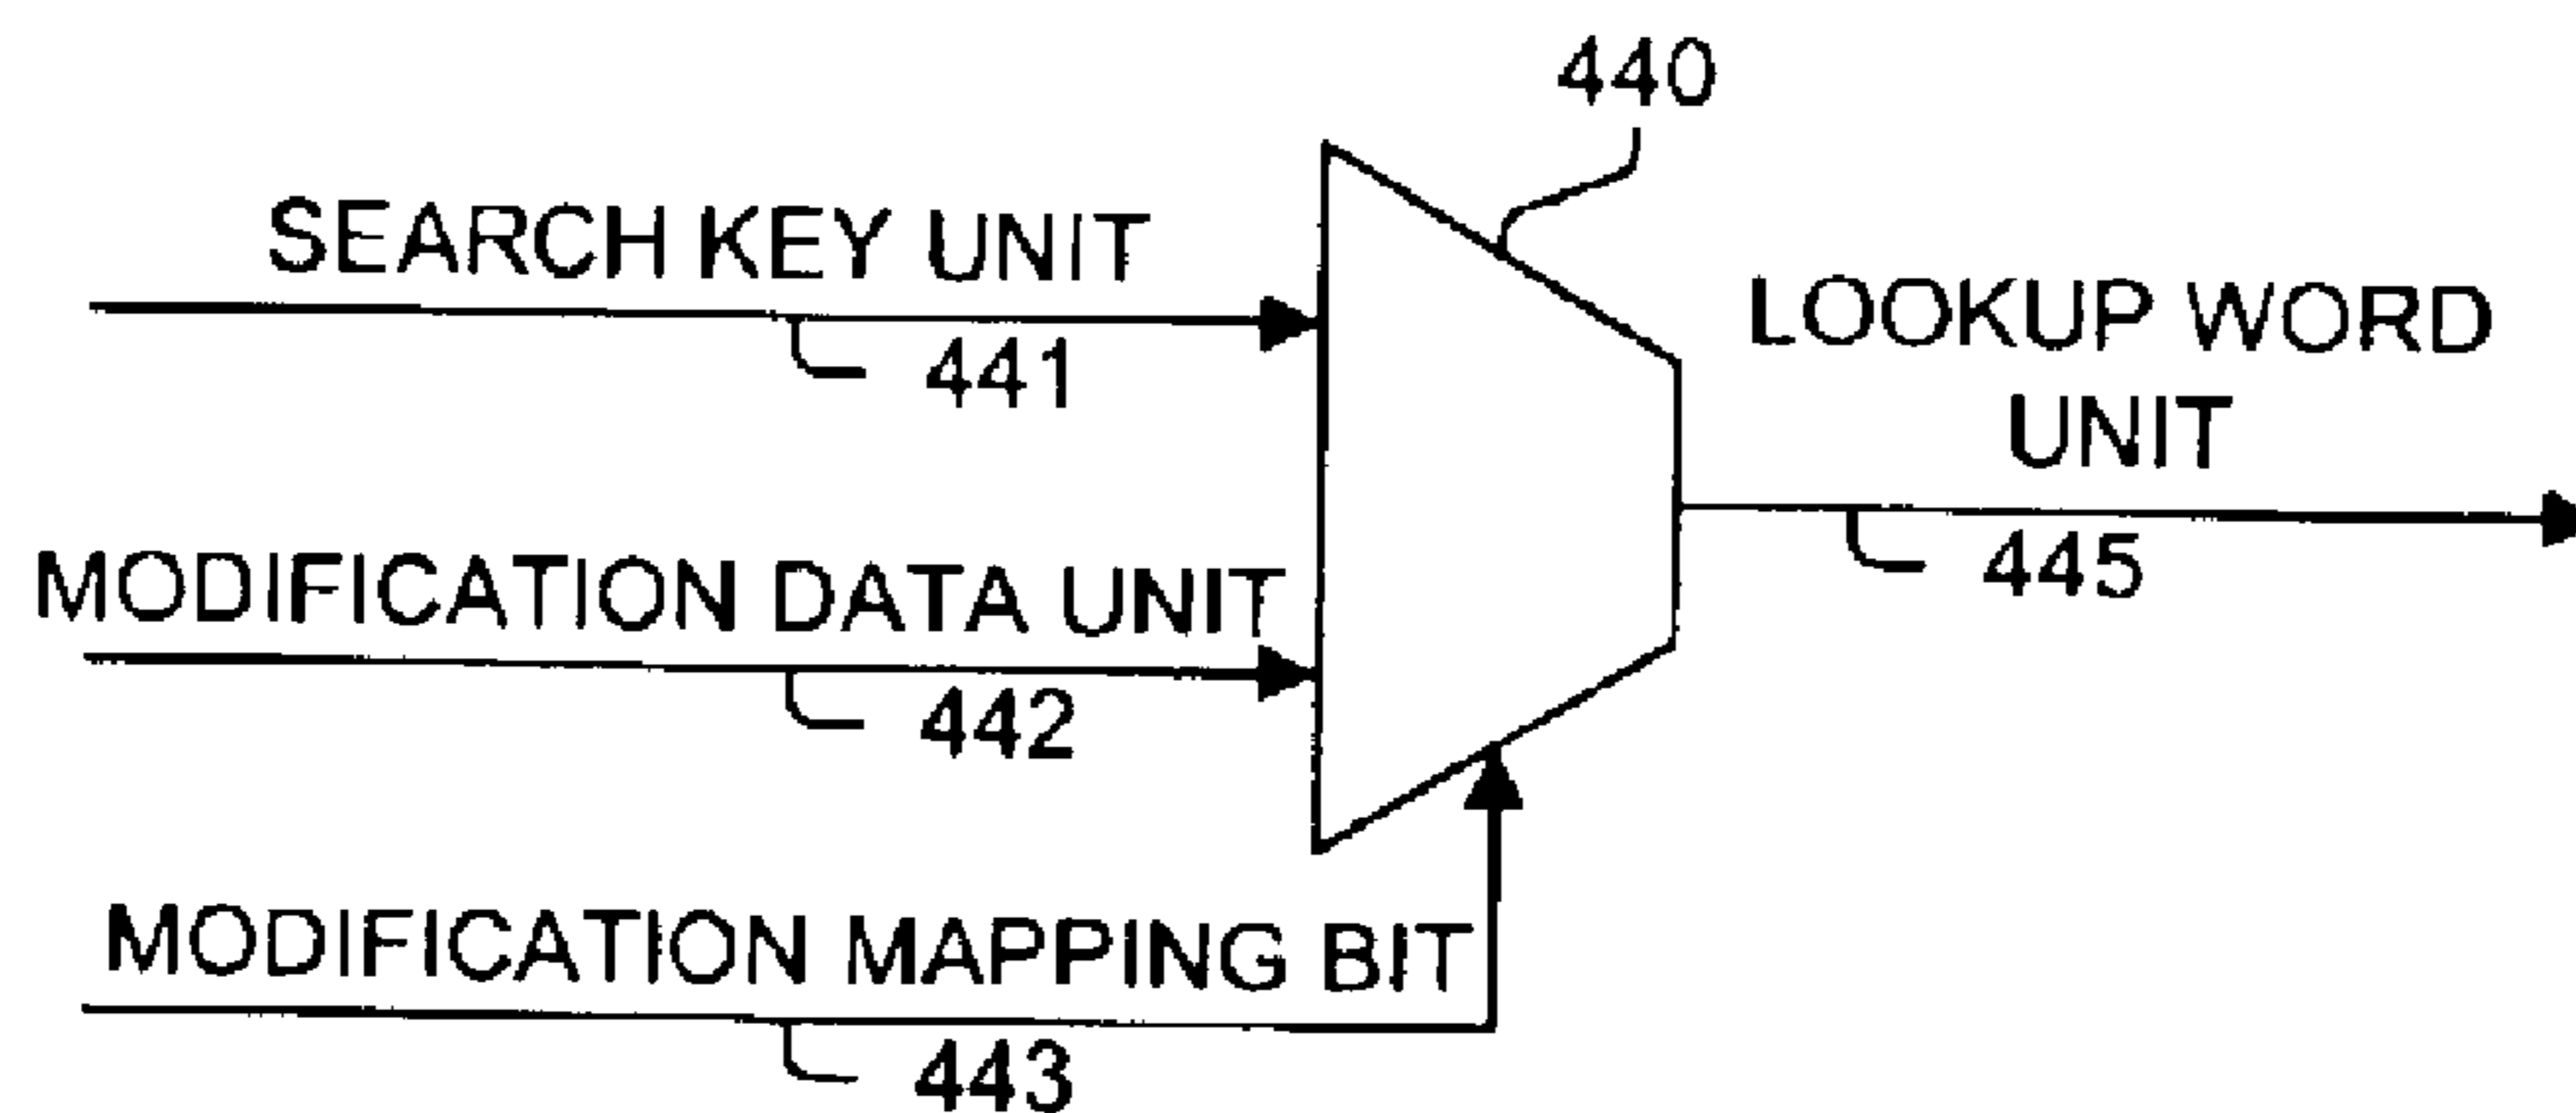 440
SEARCH KEY UNIT
441
LOOKUP WORD
UNIT
445
MODIFICATION DATA UNIT
442
MODIFICATION MAPPING BIT
443